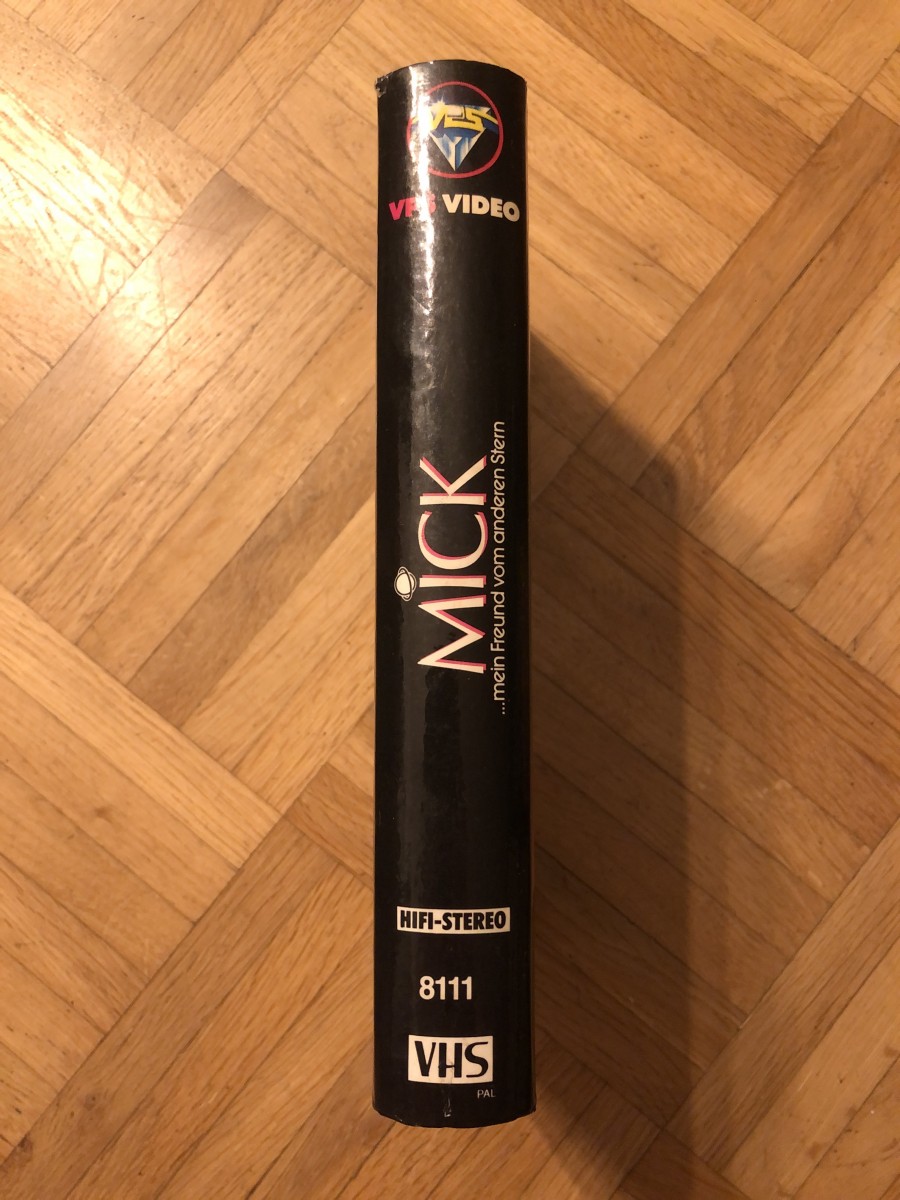 VPS
VPS VIDEO
MICK
...mein Freund vom anderen Stern
HIFI-STEREO
8111
VHS
PAL